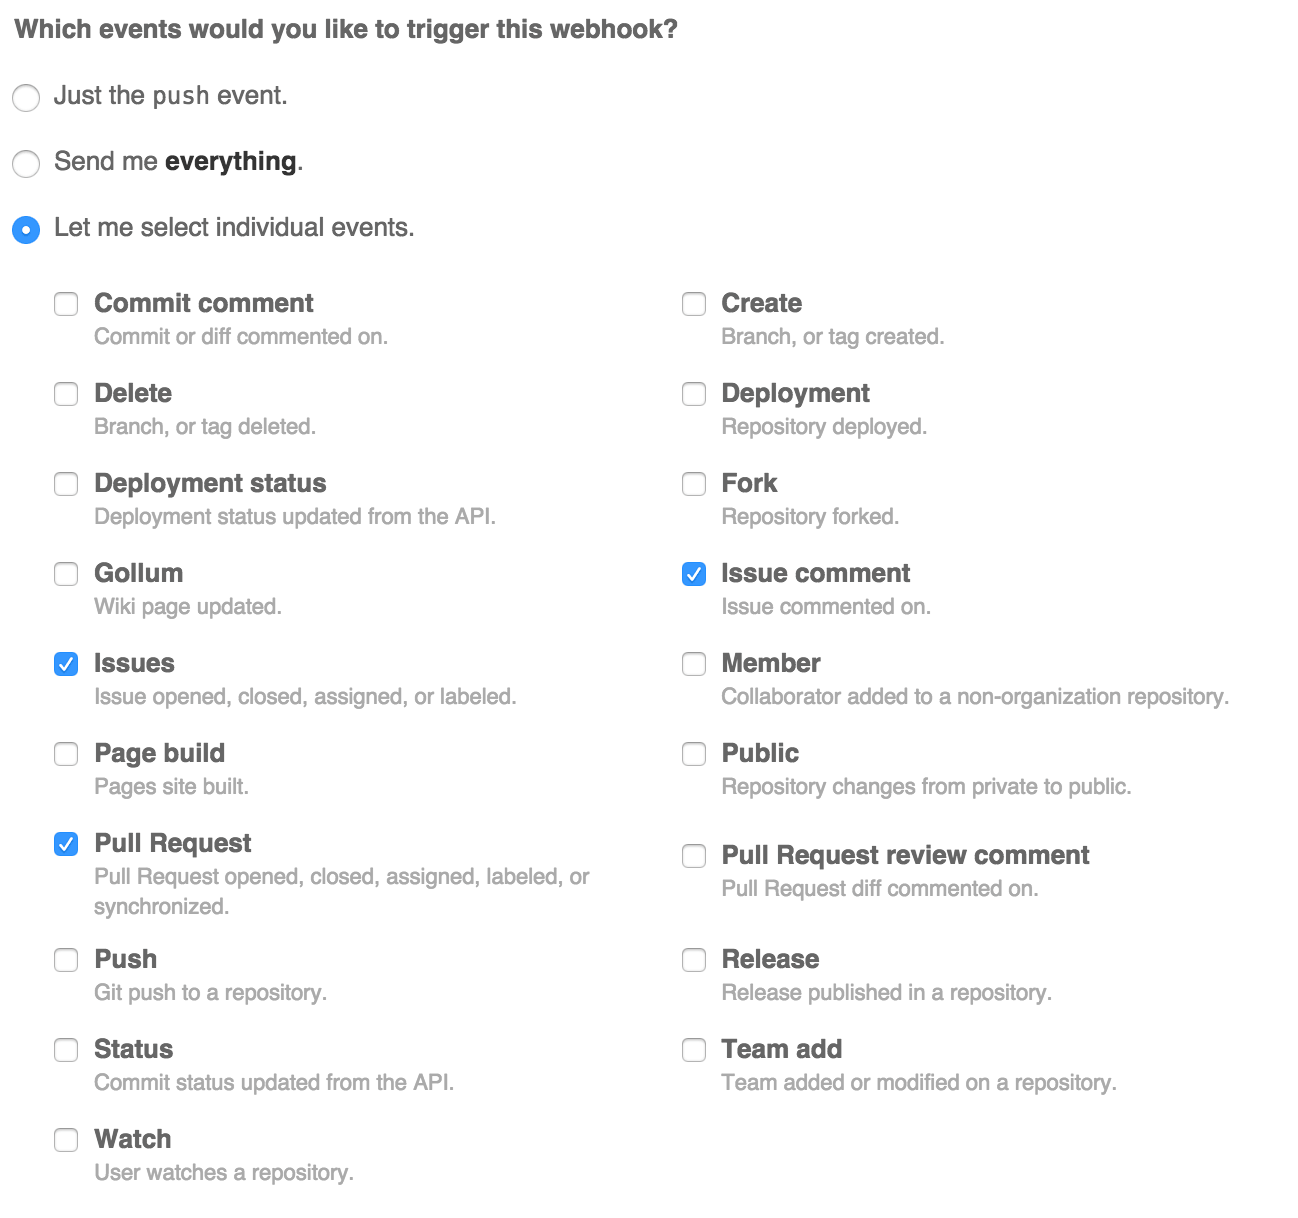 Which events would you like to trigger this webhook?
Just the push event.
Send me everything.
Let me select individual events.
Commit comment
Commit or diff commented on.
Create
Branch, or tag created.
Delete
Branch, or tag deleted.
Deployment
Repository deployed.
Deployment status
Deployment status updated from the API.
Fork
Repository forked.
Gollum
Wiki page updated.
Issue comment
Issue commented on.
Issues
Issue opened, closed, assigned, or labeled.
Member
Collaborator added to a non-organization repository.
Page build
Pages site built.
Public
Repository changes from private to public.
Pull Request
Pull Request opened, closed, assigned, labeled, or
synchronized.
Pull Request review comment
Pull Request diff commented on.
Push
Git push to a repository.
Release
Release published in a repository.
Status
Commit status updated from the API.
Team add
Team added or modified on a repository.
Watch
User watches a repository.